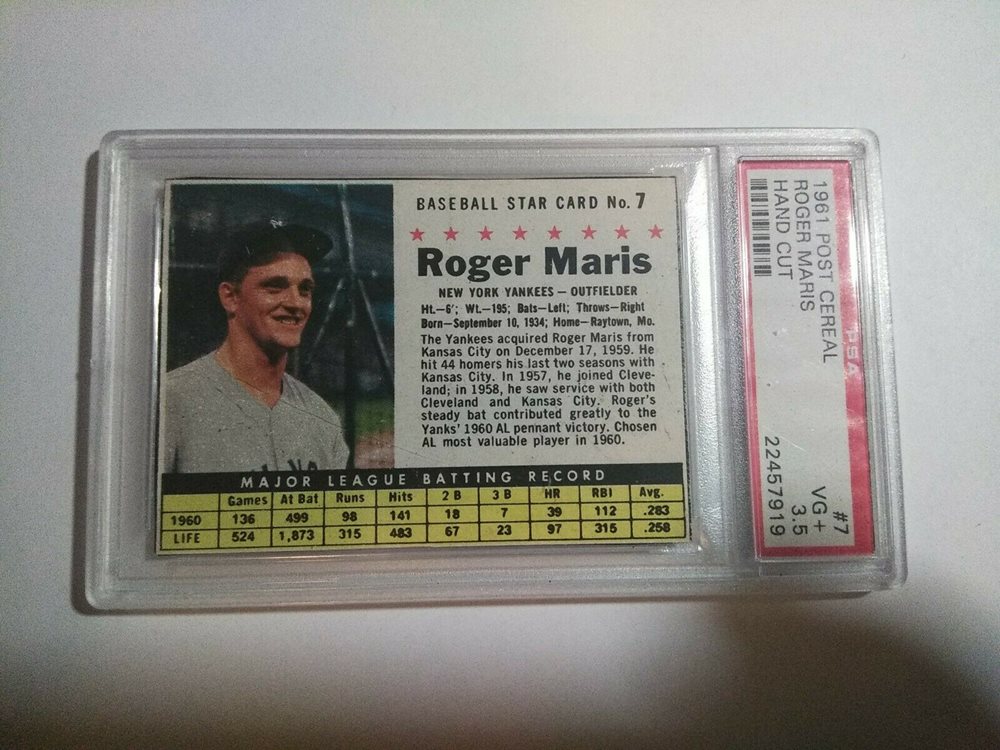 BASEBALL STAR CARD No. 7
Roger Maris
NEW YORK YANKEES — OUTFIELDER
Ht.—6'; Wt.—195; Bats—Left; Throws—Right
Born—September 10, 1934; Home—Raytown, Mo.
The Yankees acquired Roger Maris from
Kansas City on December 17, 1959. He
hit 44 homers his last two seasons with
Kansas City. In 1957, he joined Cleve-
land; in 1958, he saw service with both
Cleveland and Kansas City. Roger's
steady bat contributed greatly to the
Yanks' 1960 AL pennant victory. Chosen
AL most valuable player in 1960.
MAJOR LEAGUE BATTING RECORD
Games At Bat Runs Hits 2 B 3 B HR RBI Avg.
1960 136 499 98 141 18 7 39 112 .283
LIFE 524 1,873 315 483 67 23 97 315 .258
1961 POST CEREAL #7
ROGER MARIS VG+
HAND CUT 3.5
22457919
PSA